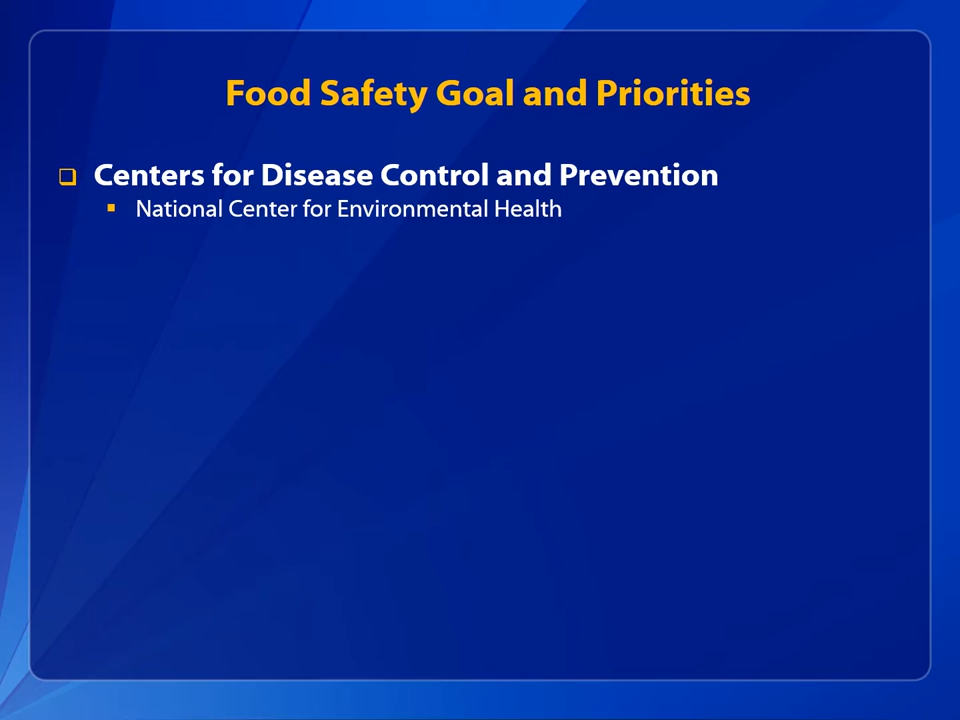 Food Safety Goal and Priorities
Centers for Disease Control and Prevention
National Center for Environmental Health